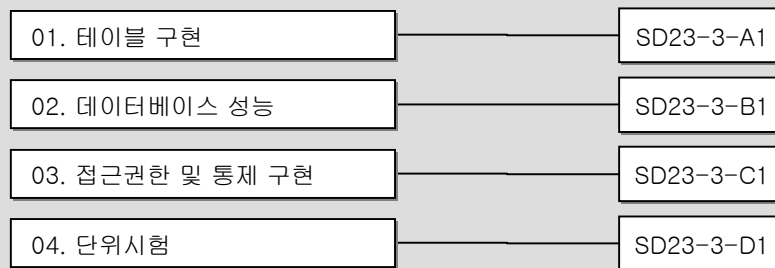 01. 테이블 구현 SD23-3-A1
02. 데이터베이스 성능 SD23-3-B1
03. 접근권한 및 통제 구현 SD23-3-C1
04. 단위시험 SD23-3-D1